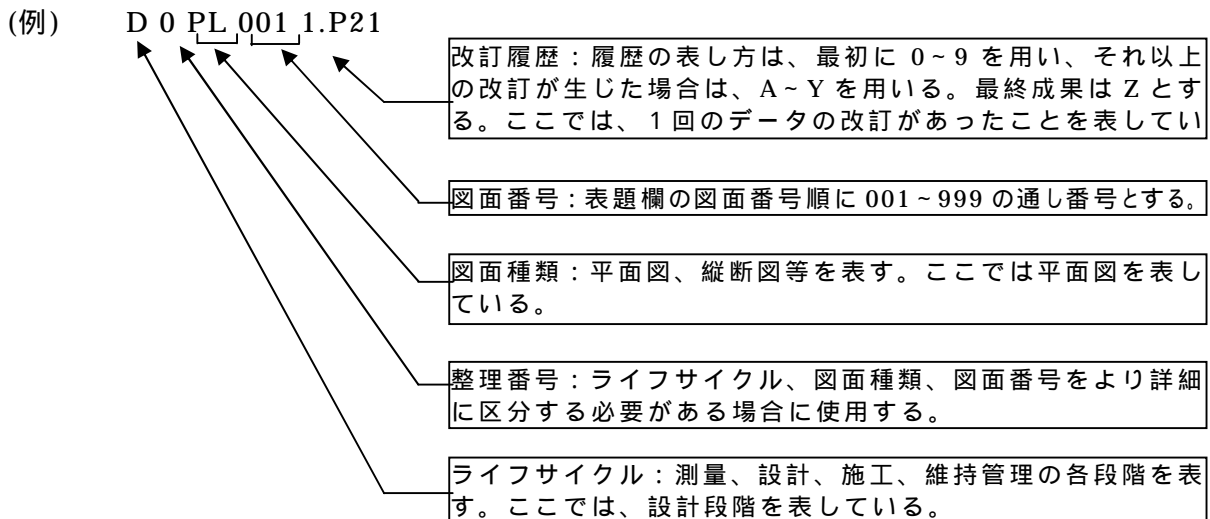 (例) D 0 PL 001 1.P21
改訂履歴：履歴の表し方は、最初に 0~9 を用い、それ以上
の改訂が生じた場合は、A~Y を用いる。最終成果は Z とす
る。ここでは、1回のデータの改訂があったことを表してい
図面番号：表題欄の図面番号順に 001~999 の通し番号とする。
図面種類：平面図、縦断図等を表す。ここでは平面図を表し
ている。
整理番号：ライフサイクル、図面種類、図面番号をより詳細
に区分する必要がある場合に使用する。
ライフサイクル：測量、設計、施工、維持管理の各段階を表
す。ここでは、設計段階を表している。